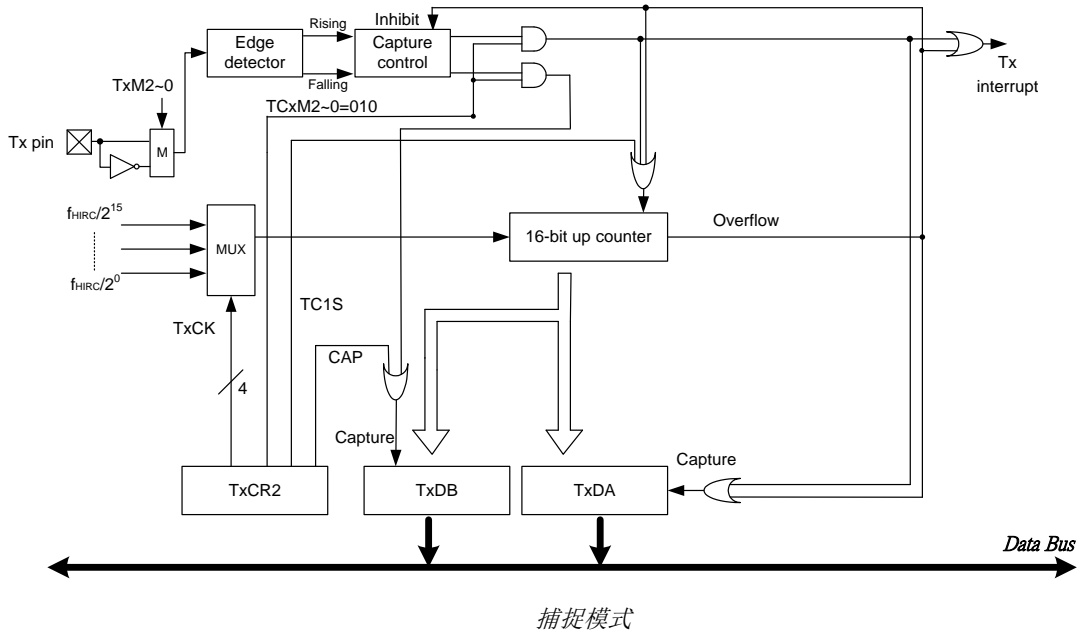 Inhibit
Rising
Edge detector
Capture control
Falling
TxM2~0
TCxM2~0=010
Tx pin
M
Tx interrupt
fHIRC/2^15
fHIRC/2^0
MUX
16-bit up counter
Overflow
TxCK
TC1S
CAP
4
Capture
Capture
TxCR2
TxDB
TxDA
Data Bus
捕捉模式